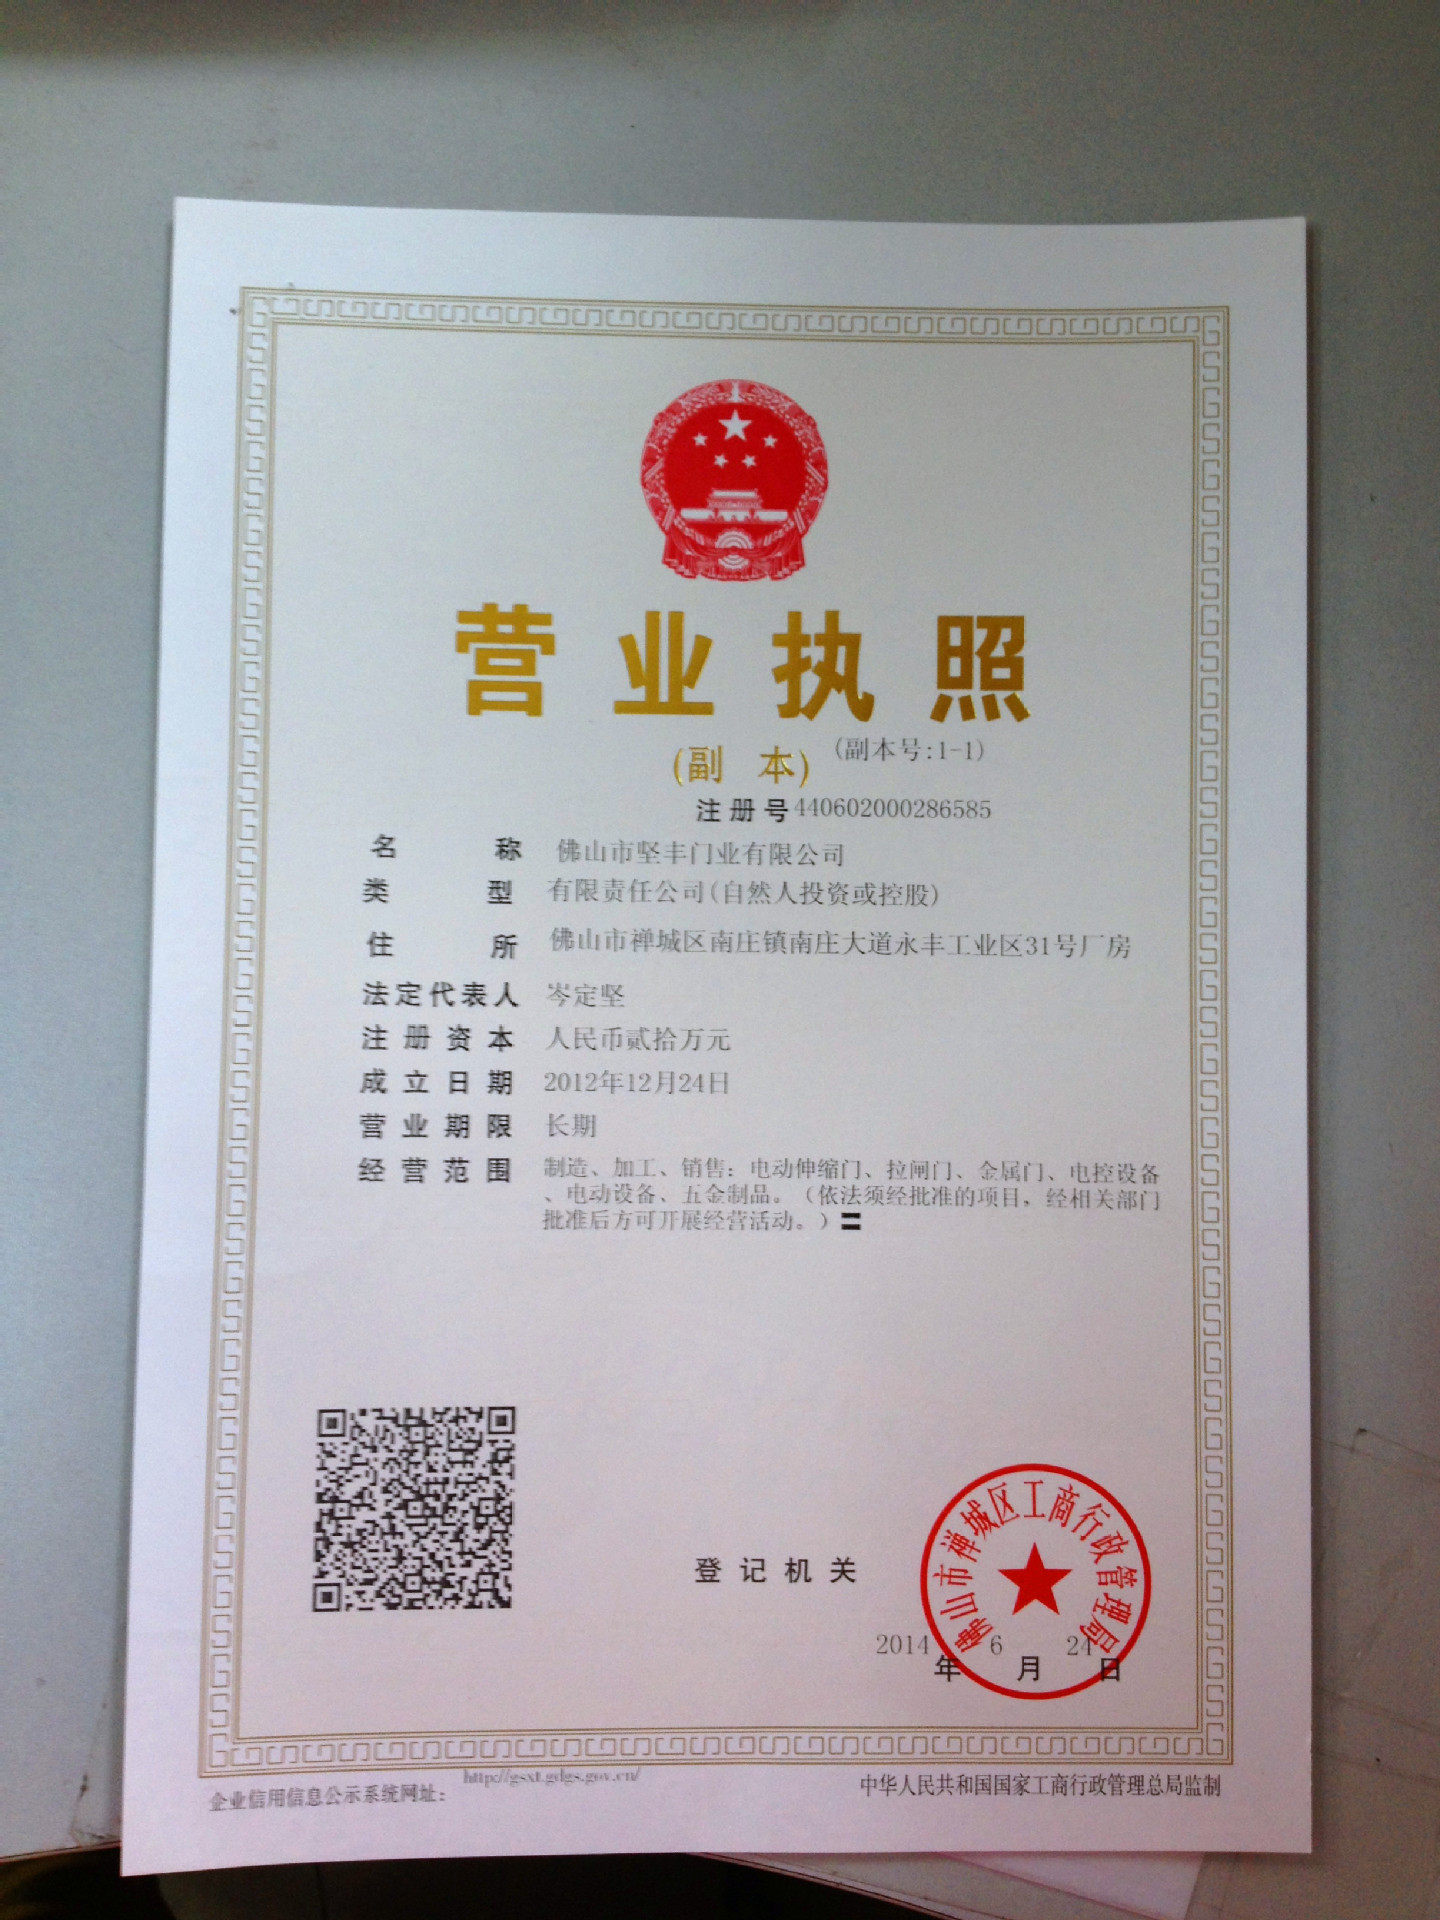 营业执照
(副 本) (副本号:1-1)
注册号440602000286585
名称 佛山市坚丰门业有限公司
类型 有限责任公司(自然人投资或控股)
住所 佛山市禅城区南庄镇南庄大道永丰工业区31号厂房
法定代表人 岑定坚
注册资本 人民币贰拾万元
成立日期 2012年12月24日
营业期限 长期
经营范围 制造、加工、销售：电动伸缩门、拉闸门、金属门、电控设备
、电动设备、五金制品。（依法须经批准的项目，经相关部门
批准后方可开展经营活动。）〓
登记机关
佛山市禅城区工商行政管理局
2014年6月24日
企业信用信息公示系统网址： http://gsxt.gdgs.gov.cn/
中华人民共和国国家工商行政管理总局监制